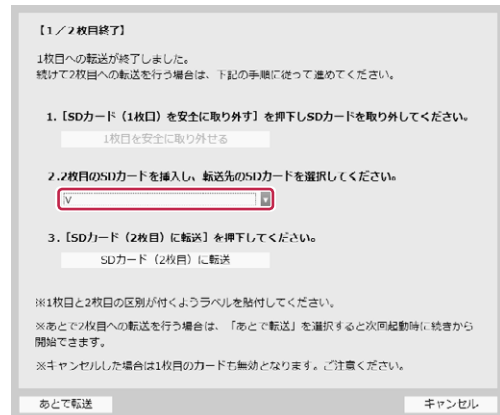 【1／2枚目終了】
1枚目への転送が終了しました。
続けて2枚目への転送を行う場合は、下記の手順に従って進めてください。
1.［SDカード（1枚目）を安全に取り外す］を押下しSDカードを取り外してください。
1枚目を安全に取り外せる
2.2枚目のSDカードを挿入し、転送先のSDカードを選択してください。
V
3.［SDカード（2枚目）に転送］を押下してください。
SDカード（2枚目）に転送
※1枚目と2枚目の区別が付くようラベルを貼付してください。
※あとで2枚目への転送を行う場合は、「あとで転送」を選択すると次回起動時に続きから
開始できます。
※キャンセルした場合は1枚目のカードも無効となります。ご注意ください。
あとで転送
キャンセル